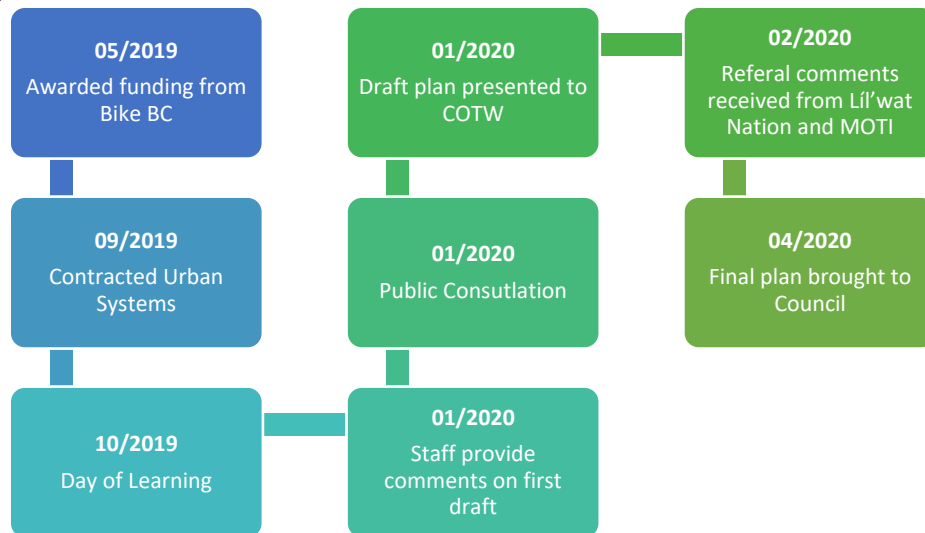 05/2019
Awarded funding from
Bike BC
09/2019
Contracted Urban
Systems
10/2019
Day of Learning
01/2020
Staff provide
comments on first
draft
01/2020
Public Consutlation
01/2020
Draft plan presented to
COTW
02/2020
Referal comments
received from Líl’wat
Nation and MOTI
04/2020
Final plan brought to
Council